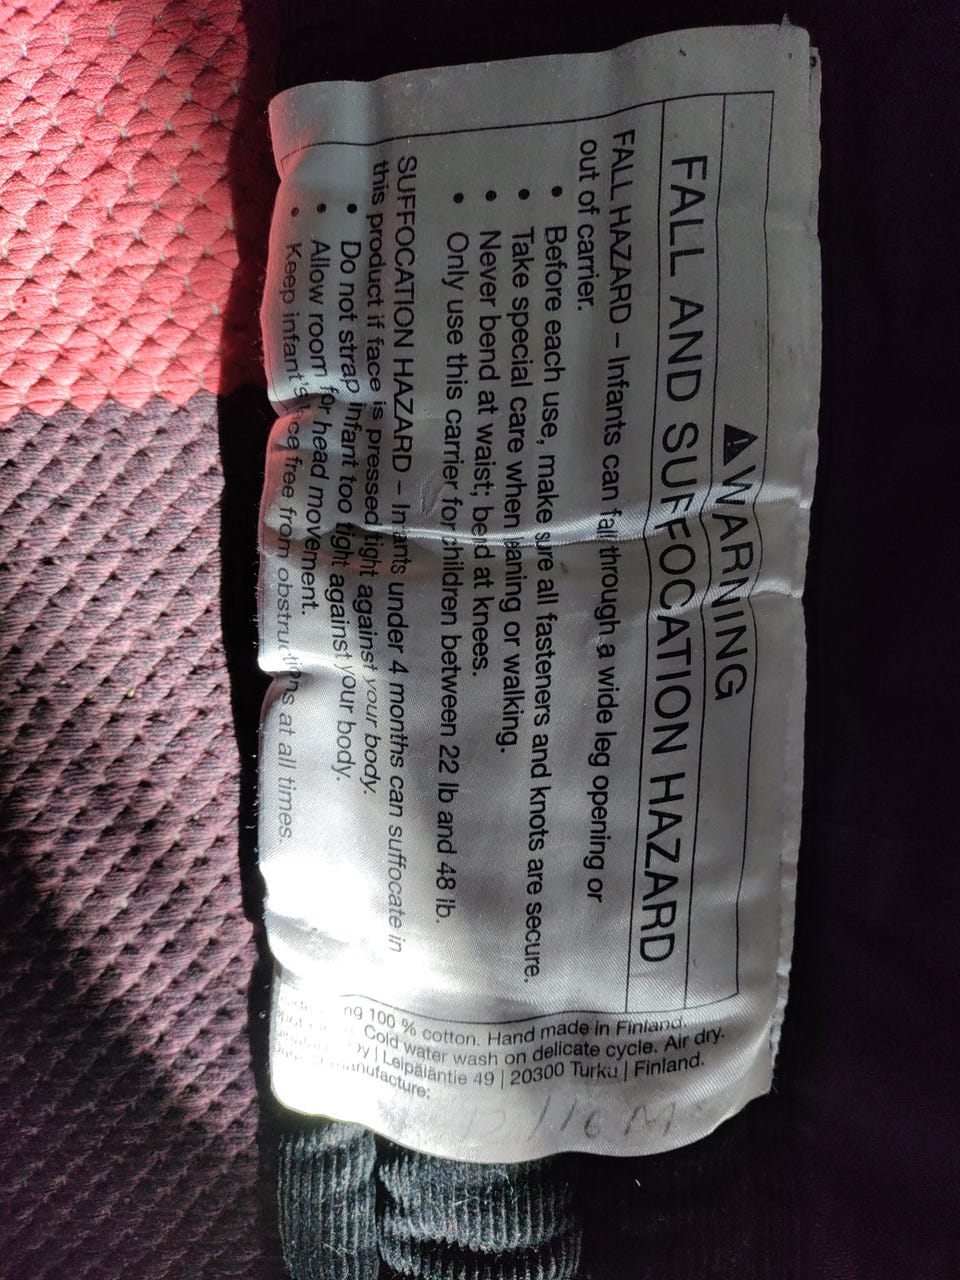 WARNING
FALL AND SUFFOCATION HAZARD
FALL HAZARD – Infants can fall through a wide leg opening or
out of carrier.
• Before each use, make sure all fasteners and knots are secure.
• Take special care when leaning or walking.
• Never bend at waist; bend at knees.
• Only use this carrier for children between 22 lb and 48 lb.
SUFFOCATION HAZARD – Infants under 4 months can suffocate in
this product if face is pressed tight against your body.
• Do not strap infant too tight against your body.
• Allow room for head movement.
• Keep infant's face free from obstructions at all times.
100 % cotton. Hand made in Finland.
Cold water wash on delicate cycle. Air dry.
Oy | Leipäläntie 49 | 20300 Turku | Finland.
manufacture: